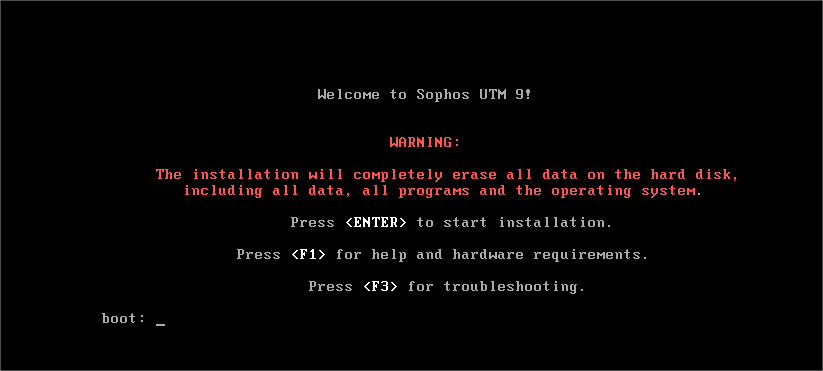 Welcome to Sophos UTM 9!
WARNING:
The installation will completely erase all data on the hard disk,
including all data, all programs and the operating system.
Press <ENTER> to start installation.
Press <F1> for help and hardware requirements.
Press <F3> for troubleshooting.
boot: _